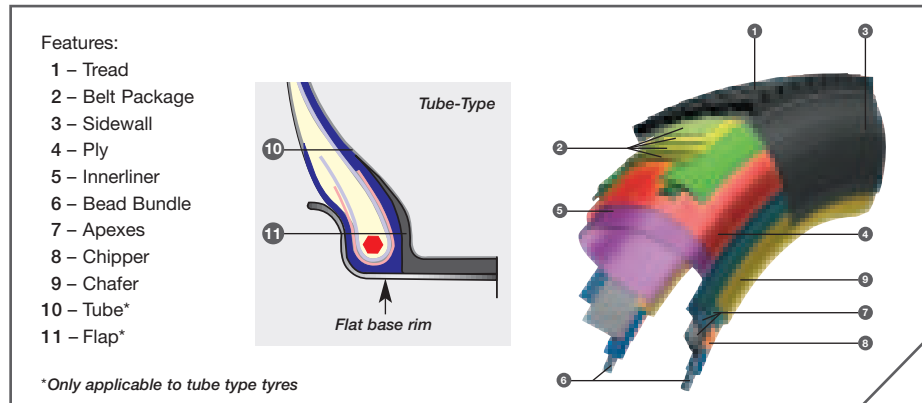 Features:
1 – Tread
2 – Belt Package
3 – Sidewall
4 – Ply
5 – Innerliner
6 – Bead Bundle
7 – Apexes
8 – Chipper
9 – Chafer
10 – Tube*
11 – Flap*
*Only applicable to tube type tyres
Tube-Type
10
11
Flat base rim
1
3
2
5
4
9
7
8
6